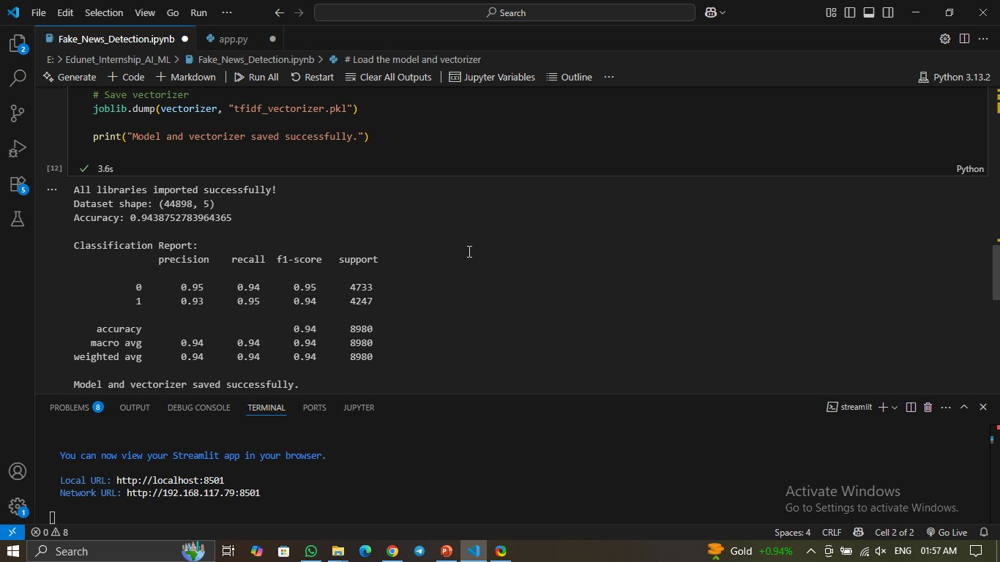 File Edit Selection View Go Run ... Search
Fake_News_Detection.ipynb app.py
E: > Edunet_Internship_AI_ML > Fake_News_Detection.ipynb > # Load the model and vectorizer
Generate + Code + Markdown | Run All Restart Clear All Outputs | Jupyter Variables Outline ... Python 3.13.2
# Save vectorizer
joblib.dump(vectorizer, "tfidf_vectorizer.pkl")
print("Model and vectorizer saved successfully.")
[12] ✓ 3.6s Python
... All libraries imported successfully!
Dataset shape: (44898, 5)
Accuracy: 0.9438752783964365
Classification Report:
precision recall f1-score support
0 0.95 0.94 0.95 4733
1 0.93 0.95 0.94 4247
accuracy 0.94 8980
macro avg 0.94 0.94 0.94 8980
weighted avg 0.94 0.94 0.94 8980
Model and vectorizer saved successfully.
PROBLEMS 8 OUTPUT DEBUG CONSOLE TERMINAL PORTS JUPYTER streamlit
You can now view your Streamlit app in your browser.
Local URL: http://localhost:8501
Network URL: http://192.168.117.79:8501
Activate Windows
Go to Settings to activate Windows.
0 8 Spaces: 4 CRLF Cell 2 of 2 Go Live
Search Gold +0.94% ENG 01:57 AM
2
5
1